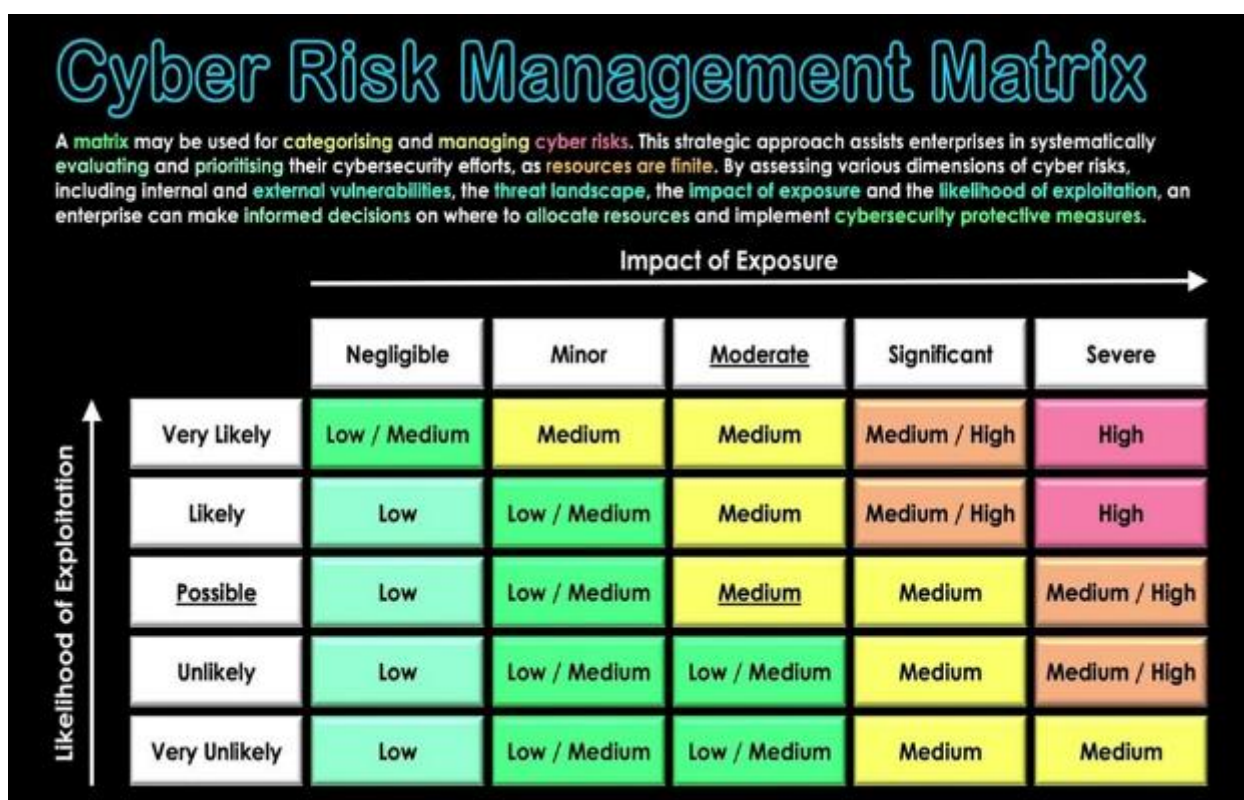 Cyber Risk Management Matrix
A matrix may be used for categorising and managing cyber risks. This strategic approach assists enterprises in systematically
evaluating and prioritising their cybersecurity efforts, as resources are finite. By assessing various dimensions of cyber risks,
including internal and external vulnerabilities, the threat landscape, the impact of exposure and the likelihood of exploitation, an
enterprise can make informed decisions on where to allocate resources and implement cybersecurity protective measures.
Impact of Exposure
Negligible Minor Moderate Significant Severe
Likelihood of Exploitation
Very Likely Low / Medium Medium Medium Medium / High High
Likely Low Low / Medium Medium Medium / High High
Possible Low Low / Medium Medium Medium Medium / High
Unlikely Low Low / Medium Low / Medium Medium Medium / High
Very Unlikely Low Low / Medium Low / Medium Medium Medium